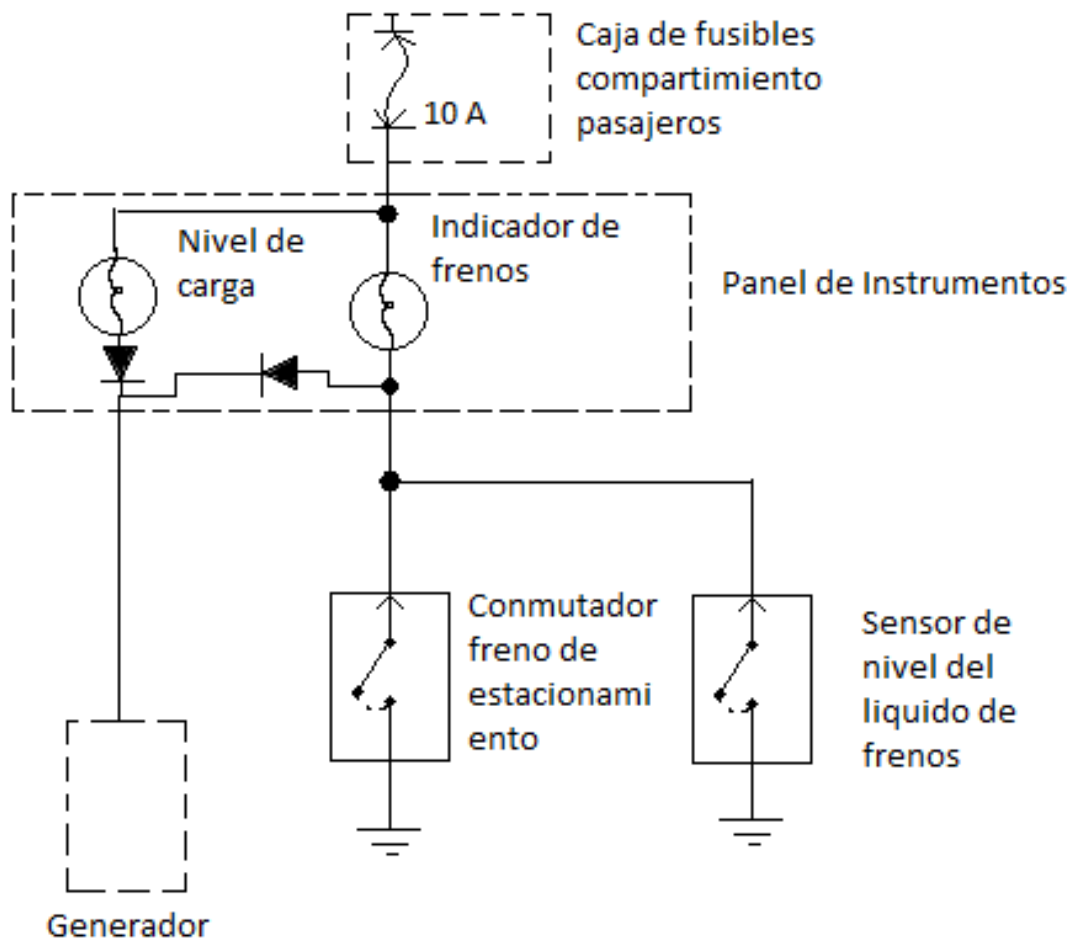 Caja de fusibles
compartimiento
pasajeros
10 A
Nivel de
carga
Indicador de
frenos
Panel de Instrumentos
Conmutador
freno de
estacionami
ento
Sensor de
nivel del
liquido de
frenos
Generador